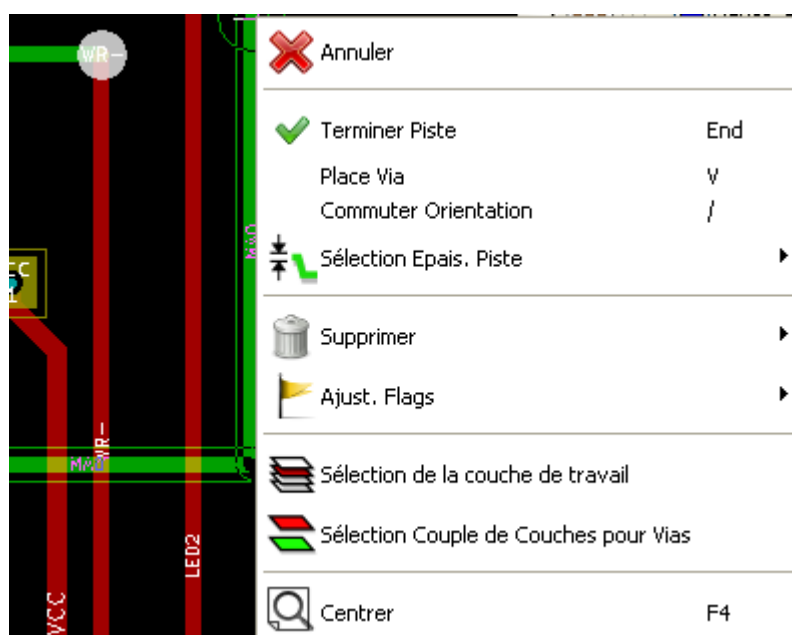 WR-
Annuler
Terminer Piste End
Place Via V
Commuter Orientation /
Sélection Epais. Piste
Supprimer
Ajust. Flags
WR-
Sélection de la couche de travail
LED2
Sélection Couple de Couches pour Vias
VCC
Centrer F4